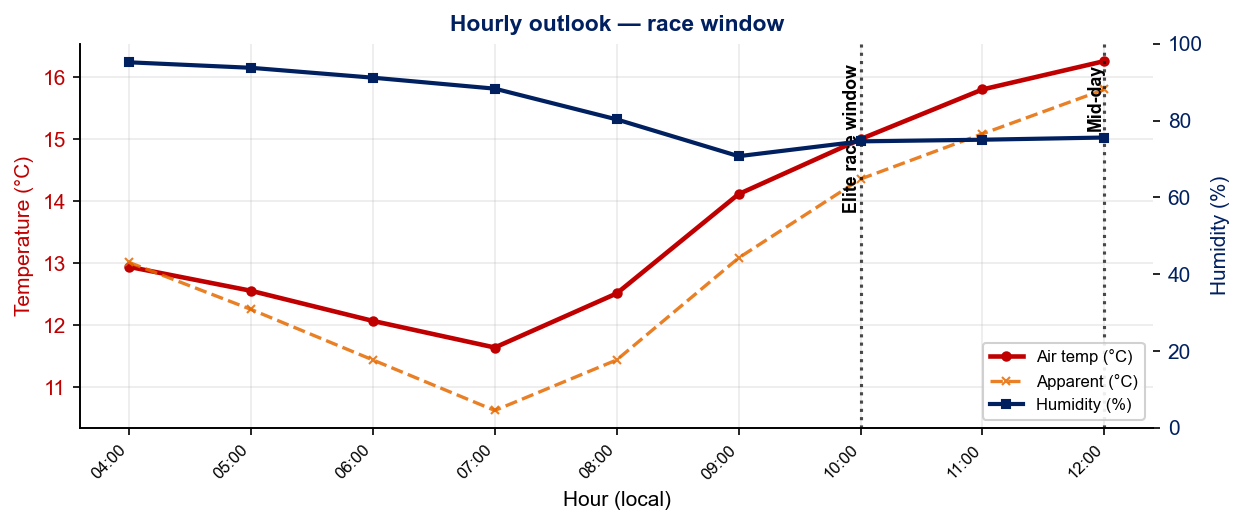 Hourly outlook — race window
Temperature (°C)
16
15
14
13
12
11
Elite race window
Mid-day
100
80
60
40
20
0
Humidity (%)
Air temp (°C)
Apparent (°C)
Humidity (%)
04:00
05:00
06:00
07:00
08:00
09:00
10:00
11:00
12:00
Hour (local)